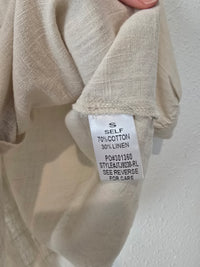 S
SELF
70%COTTON
30%LINEN
PO#301360
SEE REVERSE
FOR CARE